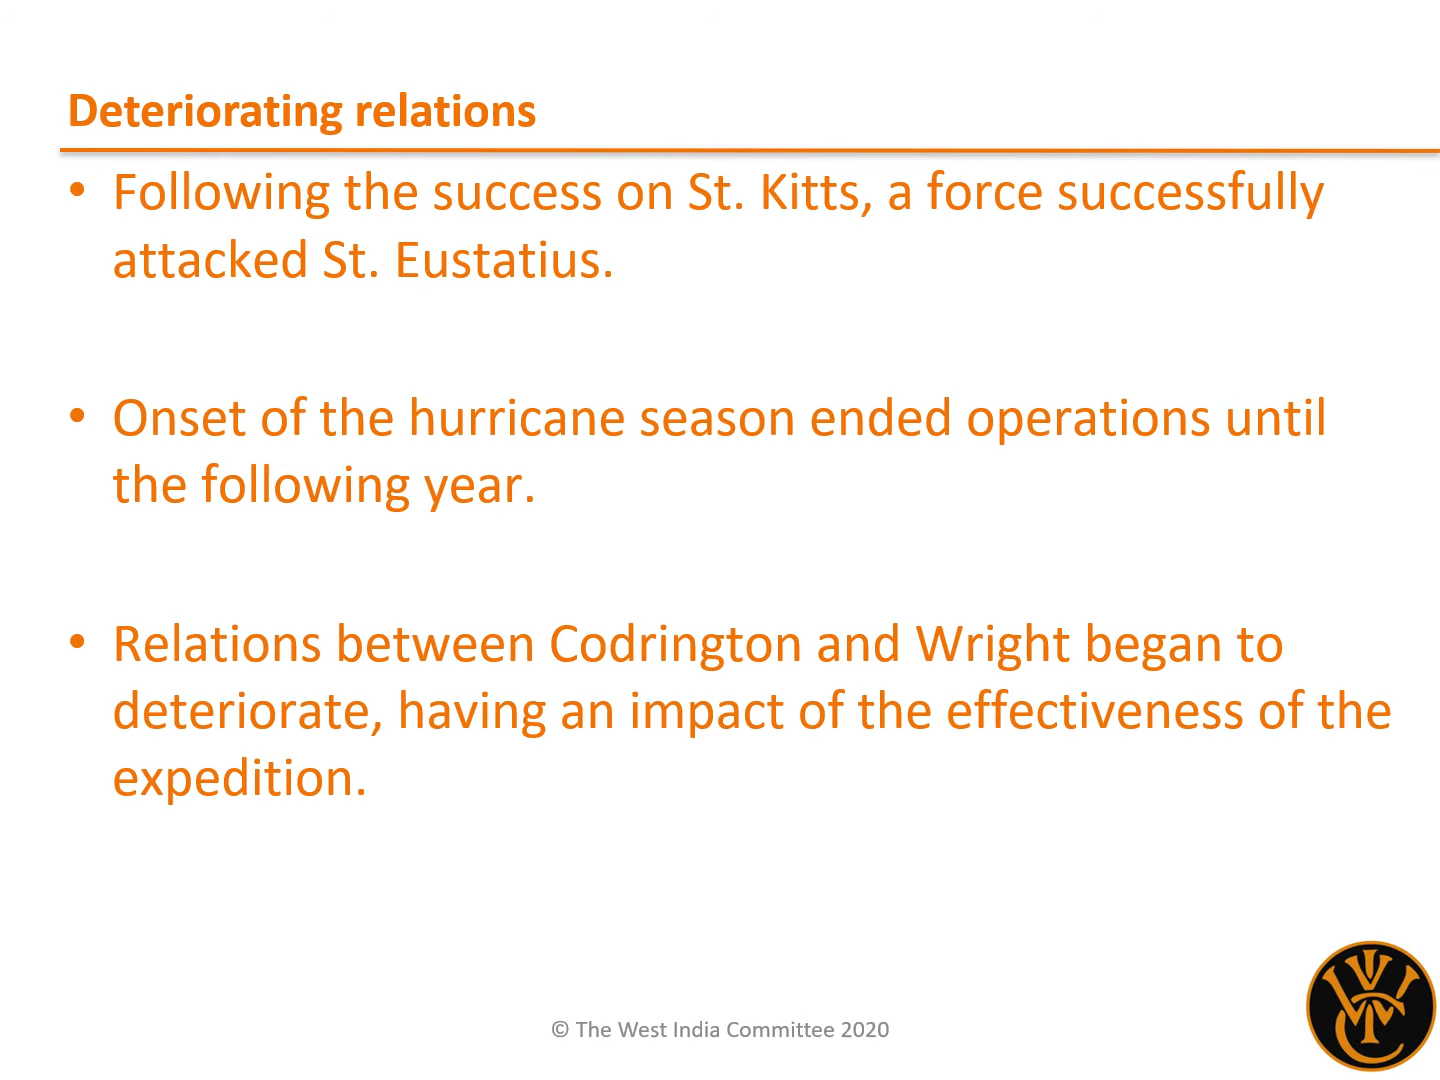 Deteriorating relations
• Following the success on St. Kitts, a force successfully
attacked St. Eustatius.
• Onset of the hurricane season ended operations until
the following year.
• Relations between Codrington and Wright began to
deteriorate, having an impact of the effectiveness of the
expedition.
© The West India Committee 2020
WIC